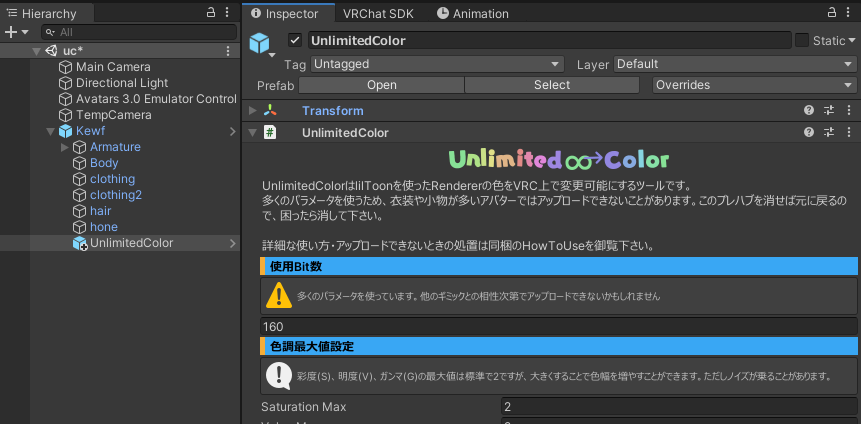 Hierarchy
All
uc*
Main Camera
Directional Light
Avatars 3.0 Emulator Control
TempCamera
Kewf
Armature
Body
clothing
clothing2
hair
hone
UnlimitedColor
Inspector
VRChat SDK
Animation
UnlimitedColor
Static
Tag
Untagged
Layer
Default
Prefab
Open
Select
Overrides
Transform
#
UnlimitedColor
Unlimited∞→Color
UnlimitedColorはlilToonを使ったRendererの色をVRC上で変更可能にするツールです。
多くのパラメータを使うため、衣装や小物が多いアバターではアップロードできないことがあります。このプレハブを消せば元に戻るの
で、困ったら消して下さい。
詳細な使い方・アップロードできないときの処置は同梱のHowToUseを御覧下さい。
使用Bit数
多くのパラメータを使っています。他のギミックとの相性次第でアップロードできないかもしれません
160
色調最大値設定
彩度(S)、明度(V)、ガンマ(G)の最大値は標準で2ですが、大きくすることで色幅を増やすことができます。ただしノイズが乗ることがあります。
Saturation Max
2